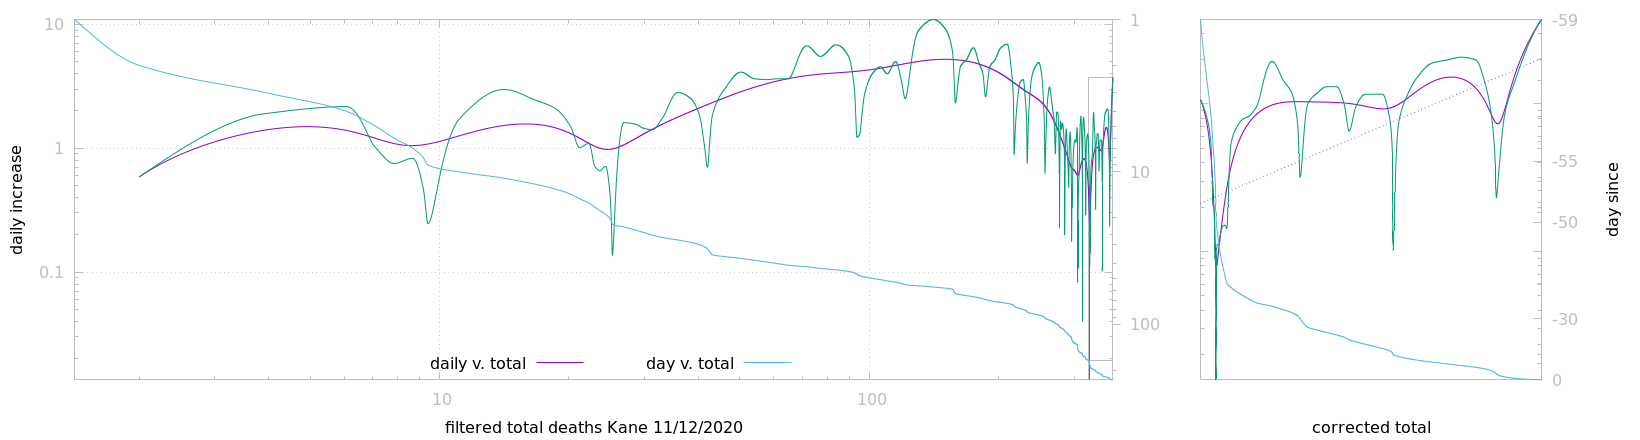 10
1
0.1
daily increase
daily v. total
day v. total
10
100
filtered total deaths Kane 11/12/2020
1
10
100
-59
-55
-50
-30
0
day since
corrected total